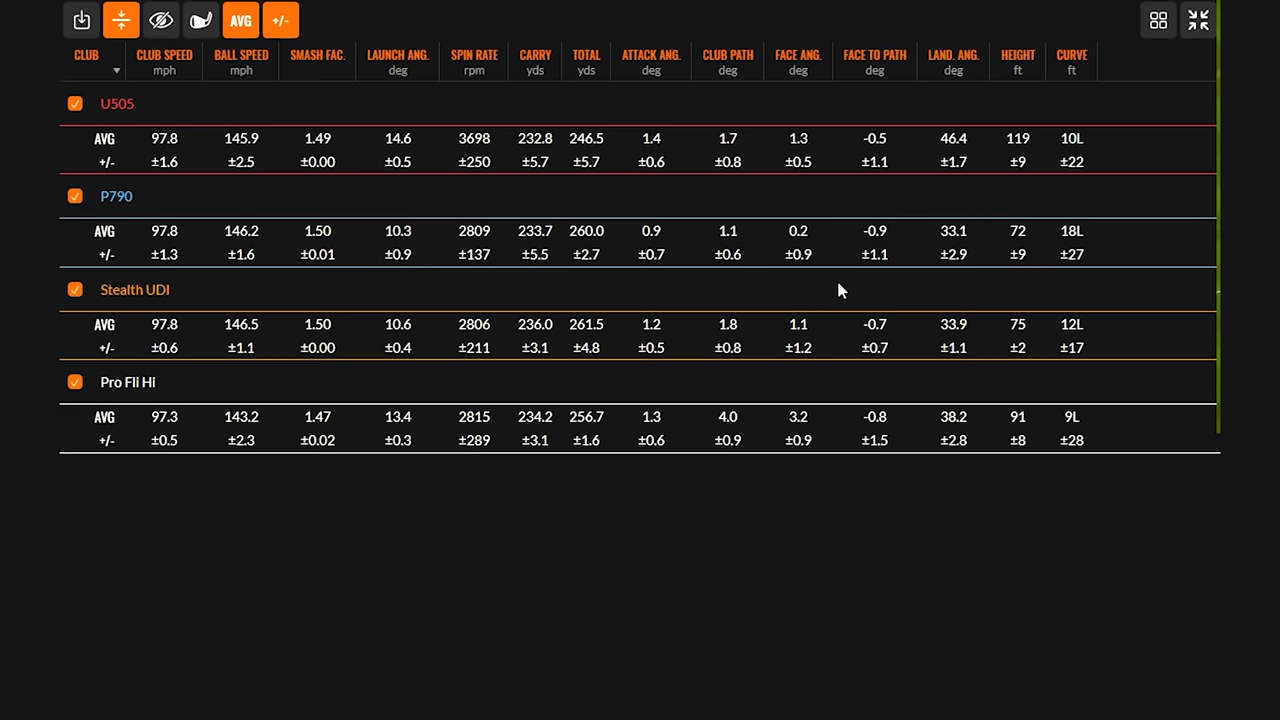 AVG +/-
CLUB CLUB SPEED BALL SPEED SMASH FAC. LAUNCH ANG. SPIN RATE CARRY TOTAL ATTACK ANG. CLUB PATH FACE ANG. FACE TO PATH LAND. ANG. HEIGHT CURVE
mph mph deg rpm yds yds deg deg deg deg deg ft ft
U505
AVG 97.8 145.9 1.49 14.6 3698 232.8 246.5 1.4 1.7 1.3 -0.5 46.4 119 10L
+/- ±1.6 ±2.5 ±0.00 ±0.5 ±250 ±5.7 ±5.7 ±0.6 ±0.8 ±0.5 ±1.1 ±1.7 ±9 ±22
P790
AVG 97.8 146.2 1.50 10.3 2809 233.7 260.0 0.9 1.1 0.2 -0.9 33.1 72 18L
+/- ±1.3 ±1.6 ±0.01 ±0.9 ±137 ±5.5 ±2.7 ±0.7 ±0.6 ±0.9 ±1.1 ±2.9 ±9 ±27
Stealth UDI
AVG 97.8 146.5 1.50 10.6 2806 236.0 261.5 1.2 1.8 1.1 -0.7 33.9 75 12L
+/- ±0.6 ±1.1 ±0.00 ±0.4 ±211 ±3.1 ±4.8 ±0.5 ±0.8 ±1.2 ±0.7 ±1.1 ±2 ±17
Pro Fli Hi
AVG 97.3 143.2 1.47 13.4 2815 234.2 256.7 1.3 4.0 3.2 -0.8 38.2 91 9L
+/- ±0.5 ±2.3 ±0.02 ±0.3 ±289 ±3.1 ±1.6 ±0.6 ±0.9 ±0.9 ±1.5 ±2.8 ±8 ±28